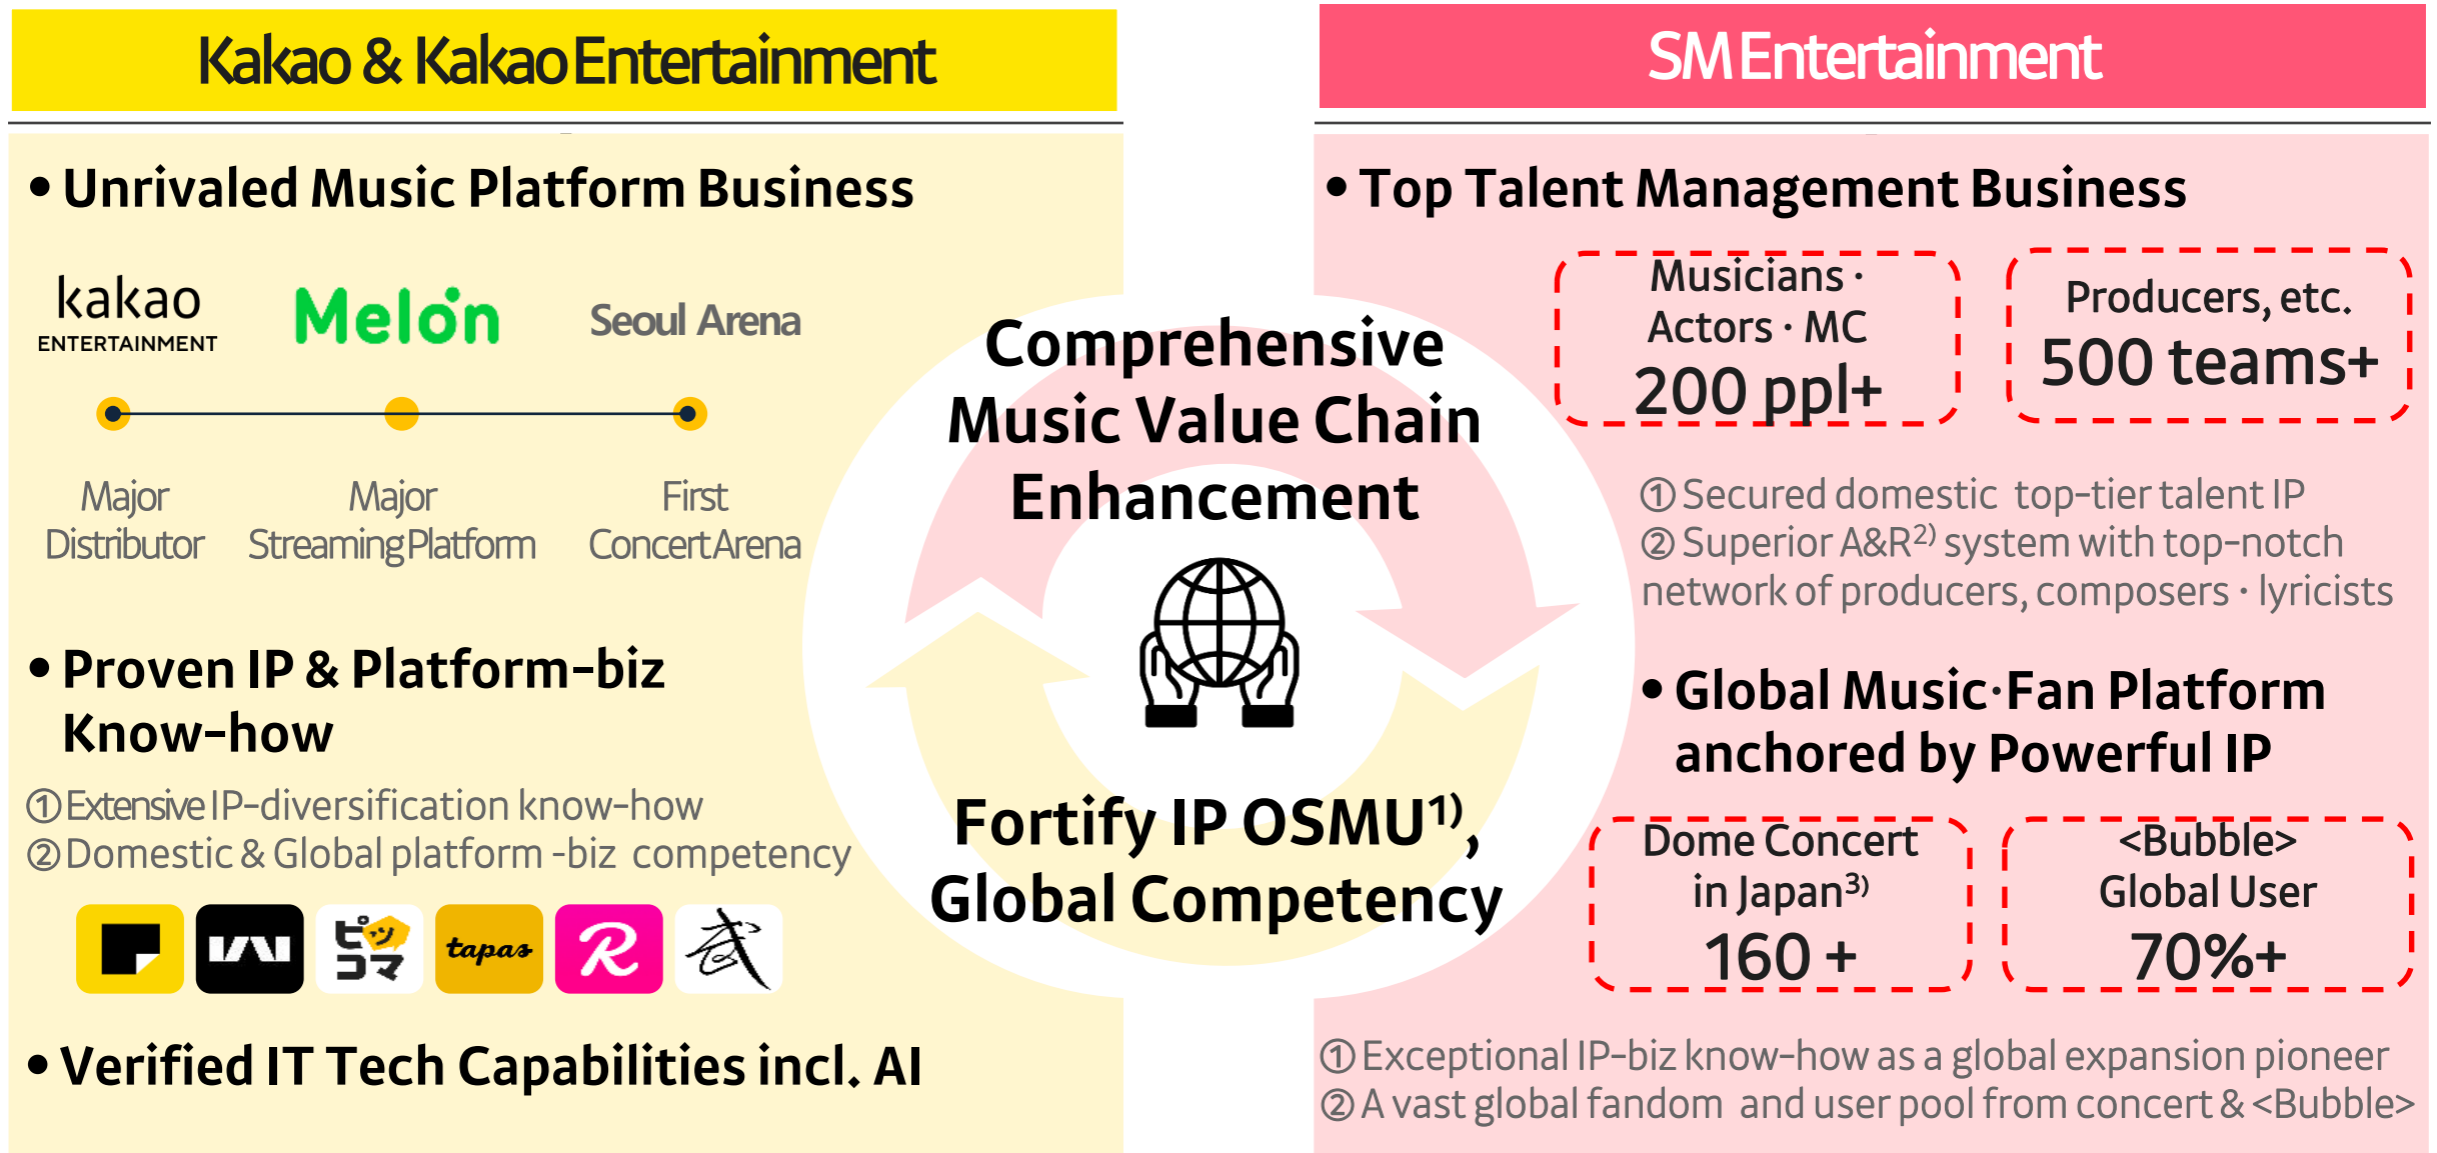 Kakao & Kakao Entertainment
• Unrivaled Music Platform Business
kakao
ENTERTAINMENT
Melon
Seoul Arena
Major
Distributor
Major
Streaming Platform
First
Concert Arena
• Proven IP & Platform-biz
Know-how
① Extensive IP-diversification know-how
② Domestic & Global platform -biz competency
ピッ
コマ
tapas
R
武
• Verified IT Tech Capabilities incl. AI
Comprehensive
Music Value Chain
Enhancement
Fortify IP OSMU1),
Global Competency
SM Entertainment
• Top Talent Management Business
Musicians ·
Actors · MC
200 ppl+
Producers, etc.
500 teams+
① Secured domestic top-tier talent IP
② Superior A&R2) system with top-notch
network of producers, composers · lyricists
• Global Music·Fan Platform
anchored by Powerful IP
Dome Concert
in Japan3)
160 +
<Bubble>
Global User
70%+
① Exceptional IP-biz know-how as a global expansion pioneer
② A vast global fandom and user pool from concert & <Bubble>